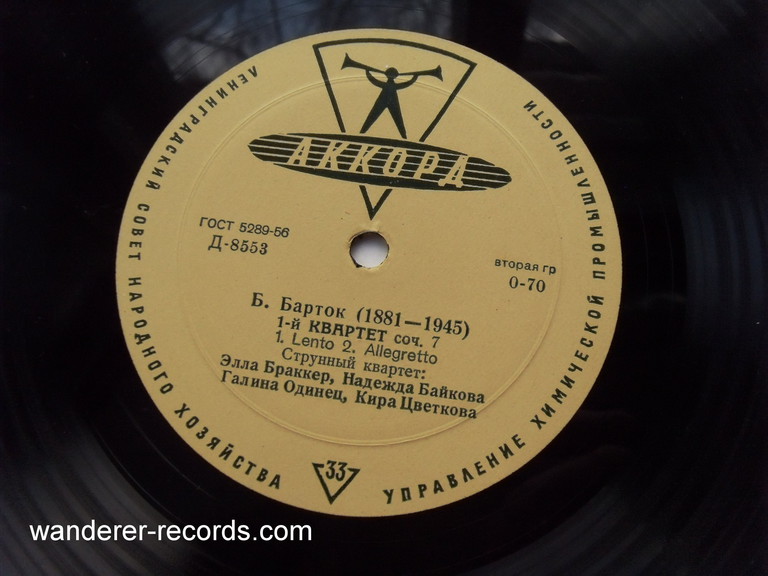 ЛЕНИНГРАДСКИЙ СОВЕТ НАРОДНОГО ХОЗЯЙСТВА
УПРАВЛЕНИЕ ХИМИЧЕСКОЙ ПРОМЫШЛЕННОСТИ
АККОРД
ГОСТ 5289-56
Д-8553
вторая гр
0-70
Б. Барток (1881—1945)
1-й КВАРТЕТ соч. 7
1. Lento 2. Allegretto
Струнный квартет:
Элла Браккер, Надежда Байкова
Галина Одинец, Кира Цветкова
33
wanderer-records.com